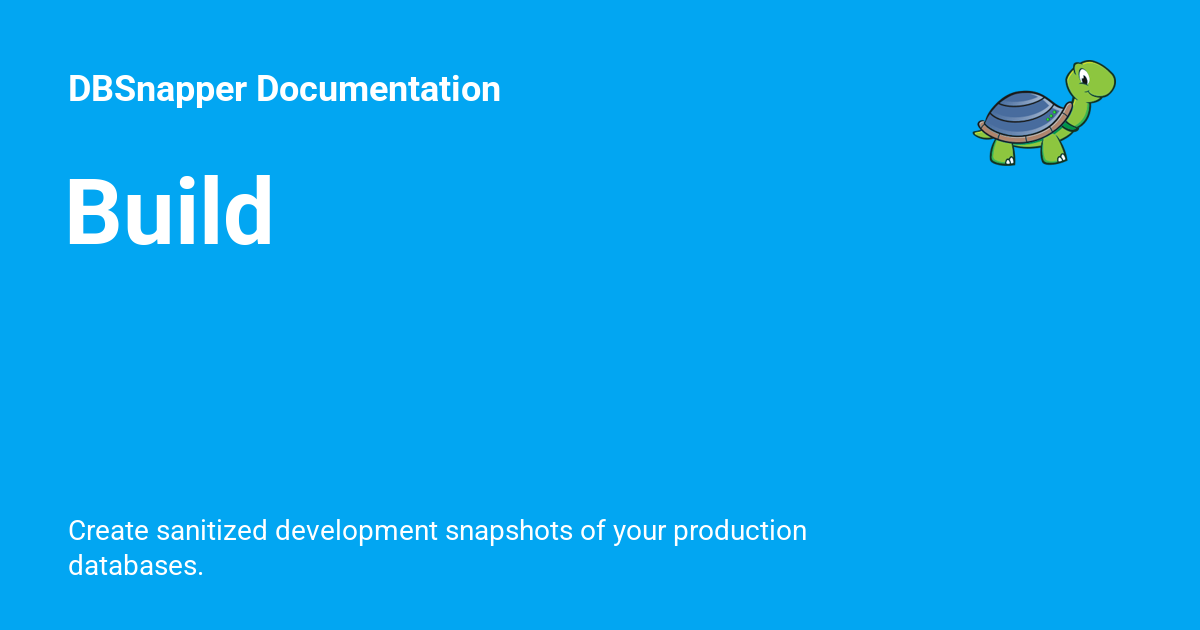 DBSnapper Documentation
Build
Create sanitized development snapshots of your production
databases.